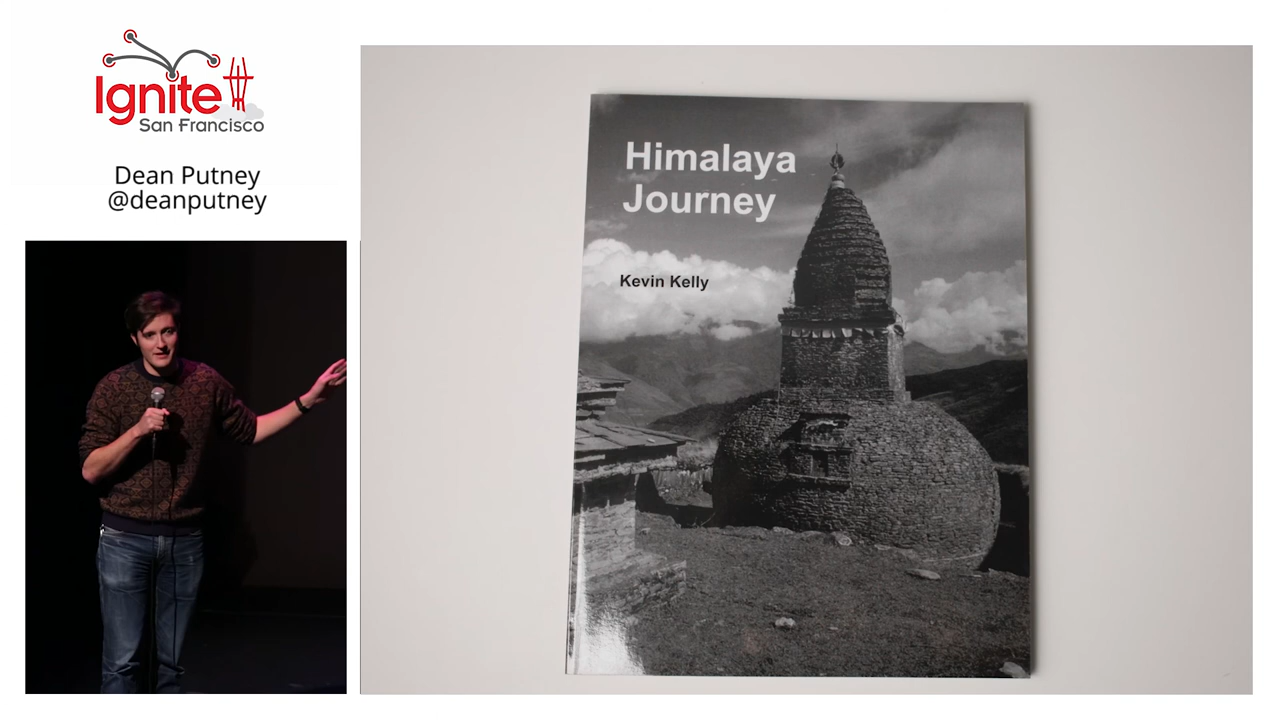 Ignite
San Francisco
Dean Putney
@deanputney
Himalaya
Journey
Kevin Kelly